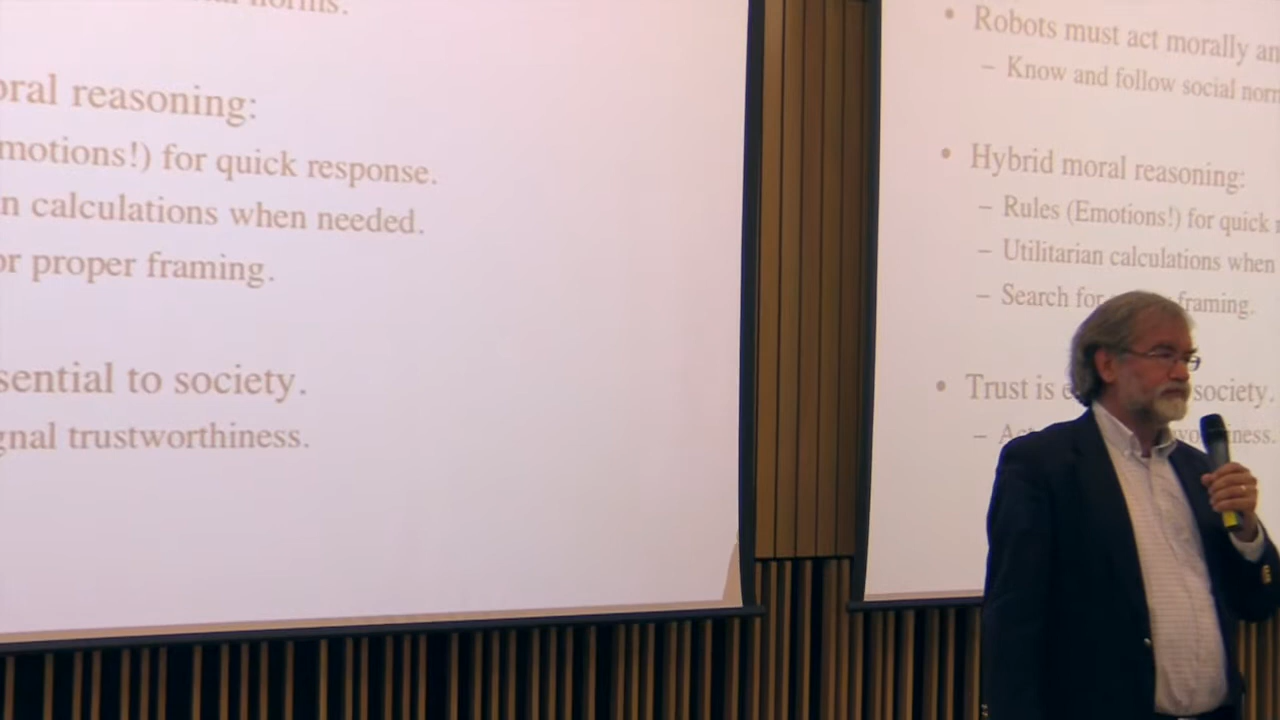 norms.
oral reasoning:
motions!) for quick response.
n calculations when needed.
or proper framing.
sential to society.
gnal trustworthiness.
• Robots must act morally an
– Know and follow social norm
• Hybrid moral reasoning:
– Rules (Emotions!) for quick
– Utilitarian calculations when
– Search for framing.
• Trust is society.
– iness.